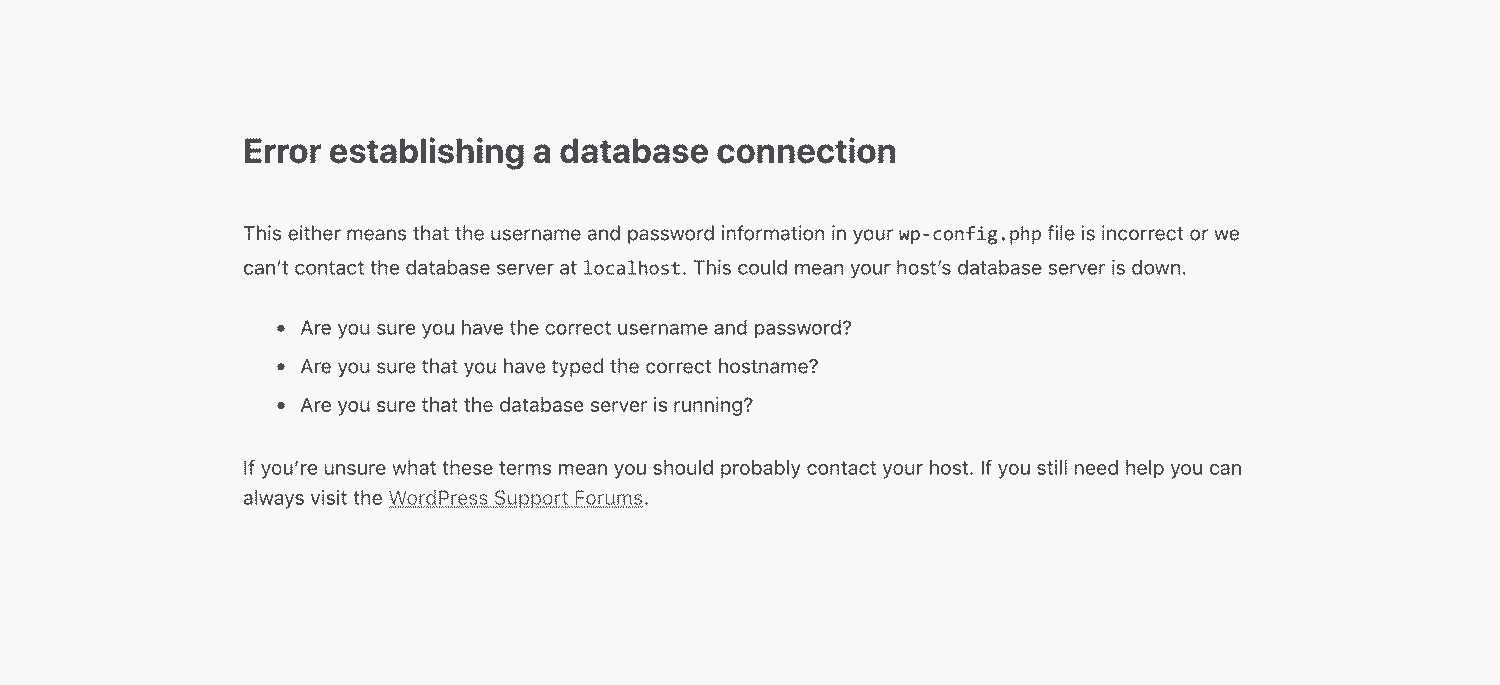 Error establishing a database connection
This either means that the username and password information in your wp-config.php file is incorrect or we
can’t contact the database server at localhost. This could mean your host’s database server is down.
• Are you sure you have the correct username and password?
• Are you sure that you have typed the correct hostname?
• Are you sure that the database server is running?
If you’re unsure what these terms mean you should probably contact your host. If you still need help you can
always visit the WordPress Support Forums.